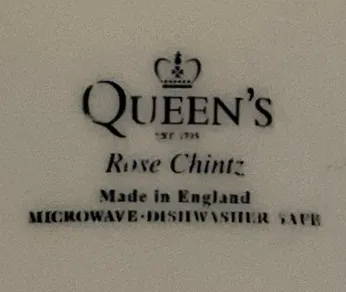 QUEEN'S
Rose Chintz
Made in England
MICROWAVE·DISHWASHER SAFE